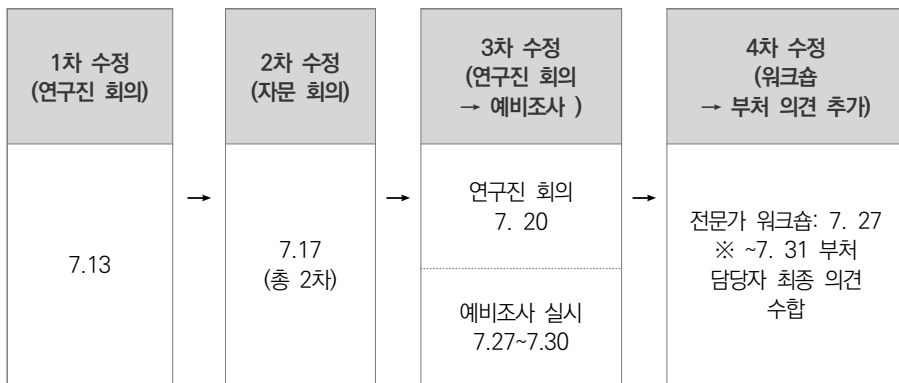 1차 수정
(연구진 회의)
7.13
→
2차 수정
(자문 회의)
7.17
(총 2차)
→
3차 수정
(연구진 회의
→ 예비조사 )
연구진 회의
7. 20
예비조사 실시
7.27~7.30
→
4차 수정
(워크숍
→ 부처 의견 추가)
전문가 워크숍: 7. 27
※ ~7. 31 부처
담당자 최종 의견
수합